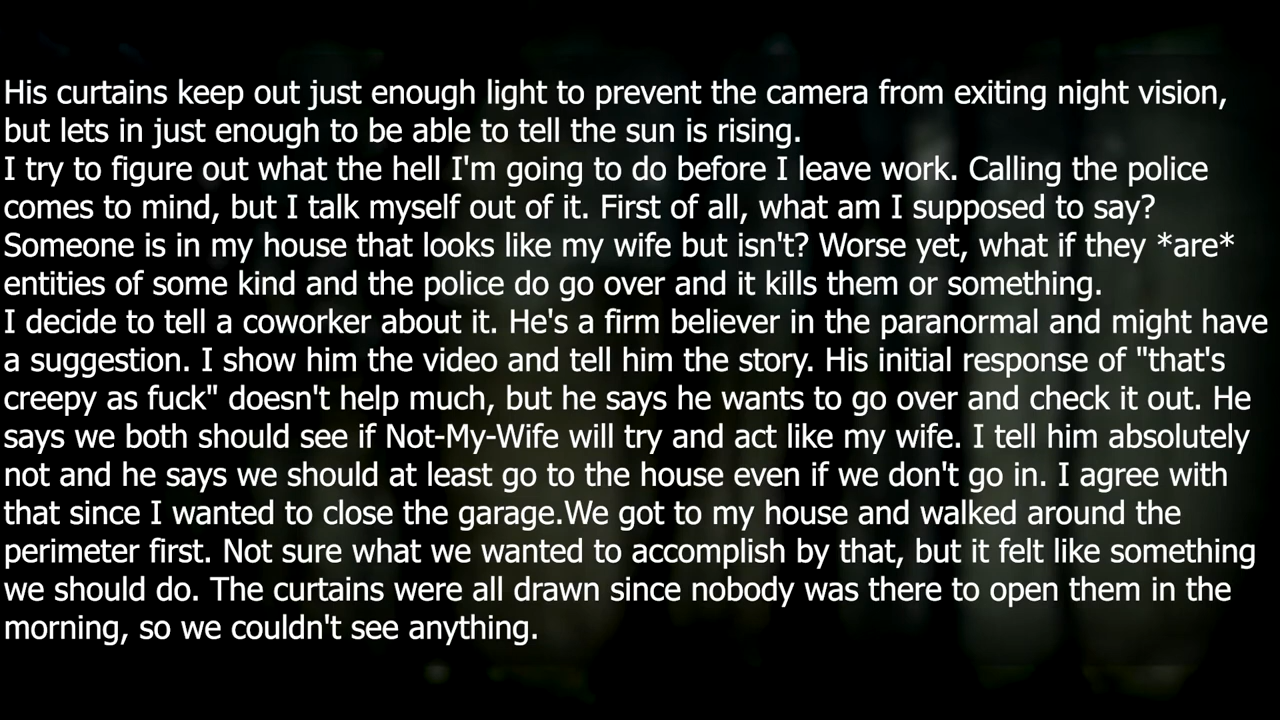 His curtains keep out just enough light to prevent the camera from exiting night vision,
but lets in just enough to be able to tell the sun is rising.
I try to figure out what the hell I'm going to do before I leave work. Calling the police
comes to mind, but I talk myself out of it. First of all, what am I supposed to say?
Someone is in my house that looks like my wife but isn't? Worse yet, what if they *are*
entities of some kind and the police do go over and it kills them or something.
I decide to tell a coworker about it. He's a firm believer in the paranormal and might have
a suggestion. I show him the video and tell him the story. His initial response of "that's
creepy as fuck" doesn't help much, but he says he wants to go over and check it out. He
says we both should see if Not-My-Wife will try and act like my wife. I tell him absolutely
not and he says we should at least go to the house even if we don't go in. I agree with
that since I wanted to close the garage.We got to my house and walked around the
perimeter first. Not sure what we wanted to accomplish by that, but it felt like something
we should do. The curtains were all drawn since nobody was there to open them in the
morning, so we couldn't see anything.